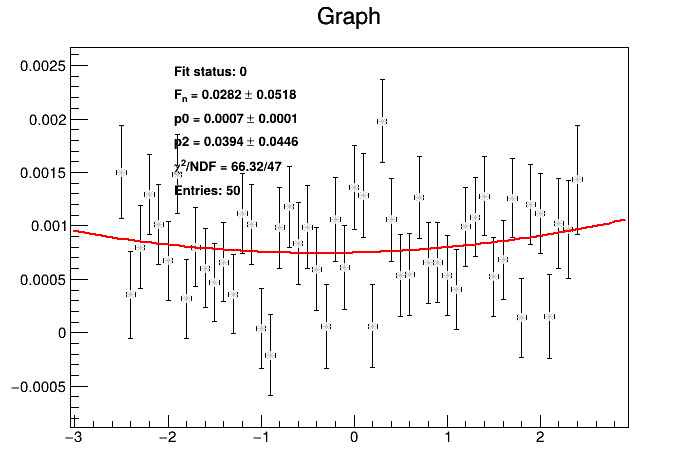 Graph
0.0025
0.002
0.0015
0.001
0.0005
0
−0.0005
−3
−2
−1
0
1
2
Fit status: 0
Fn = 0.0282 ± 0.0518
p0 = 0.0007 ± 0.0001
p2 = 0.0394 ± 0.0446
χ²/NDF = 66.32/47
Entries: 50